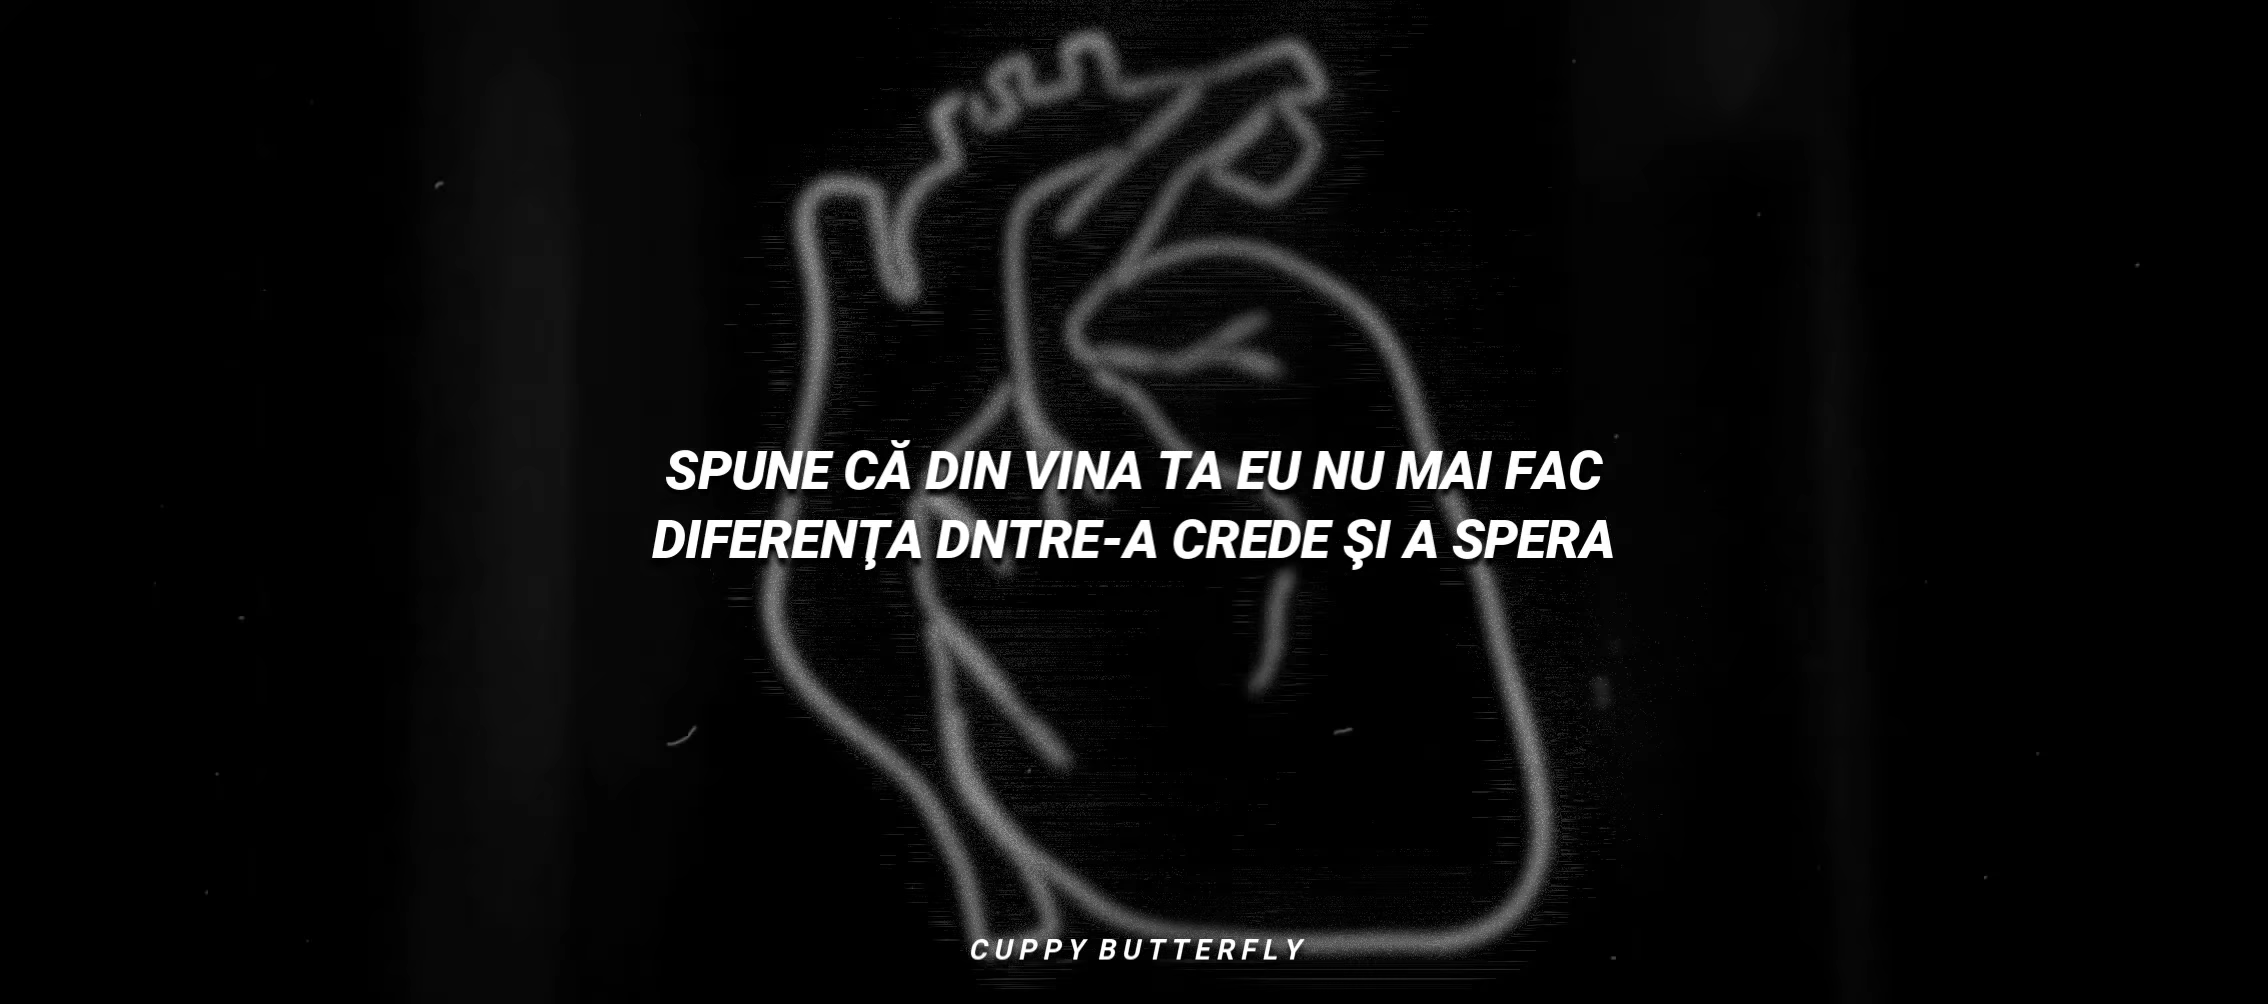 SPUNE CĂ DIN VINA TA EU NU MAI FAC
DIFERENŢA DNTRE-A CREDE ŞI A SPERA
CUPPY BUTTERFLY